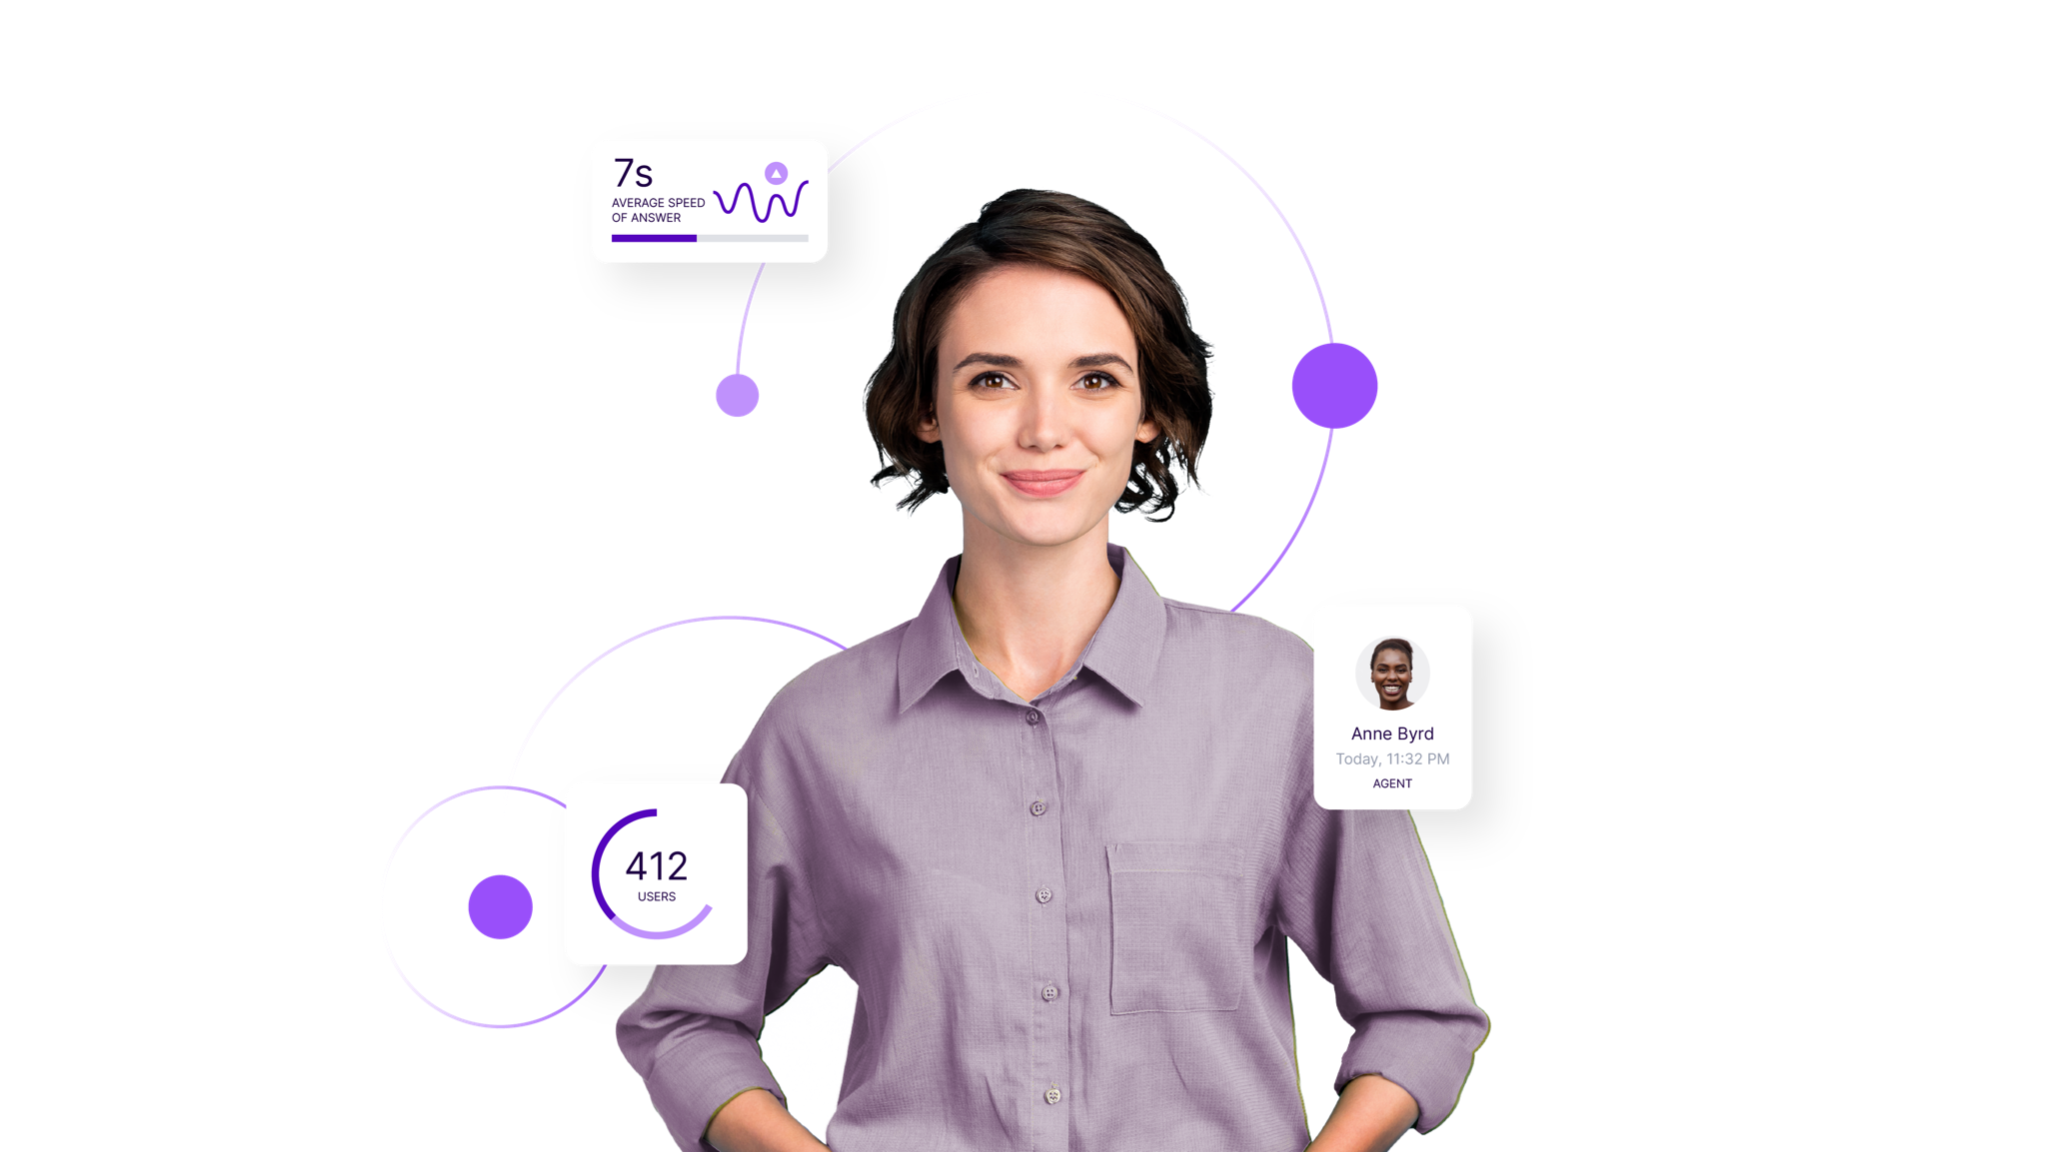 7s
AVERAGE SPEED
OF ANSWER
Anne Byrd
Today, 11:32 PM
AGENT
412
USERS